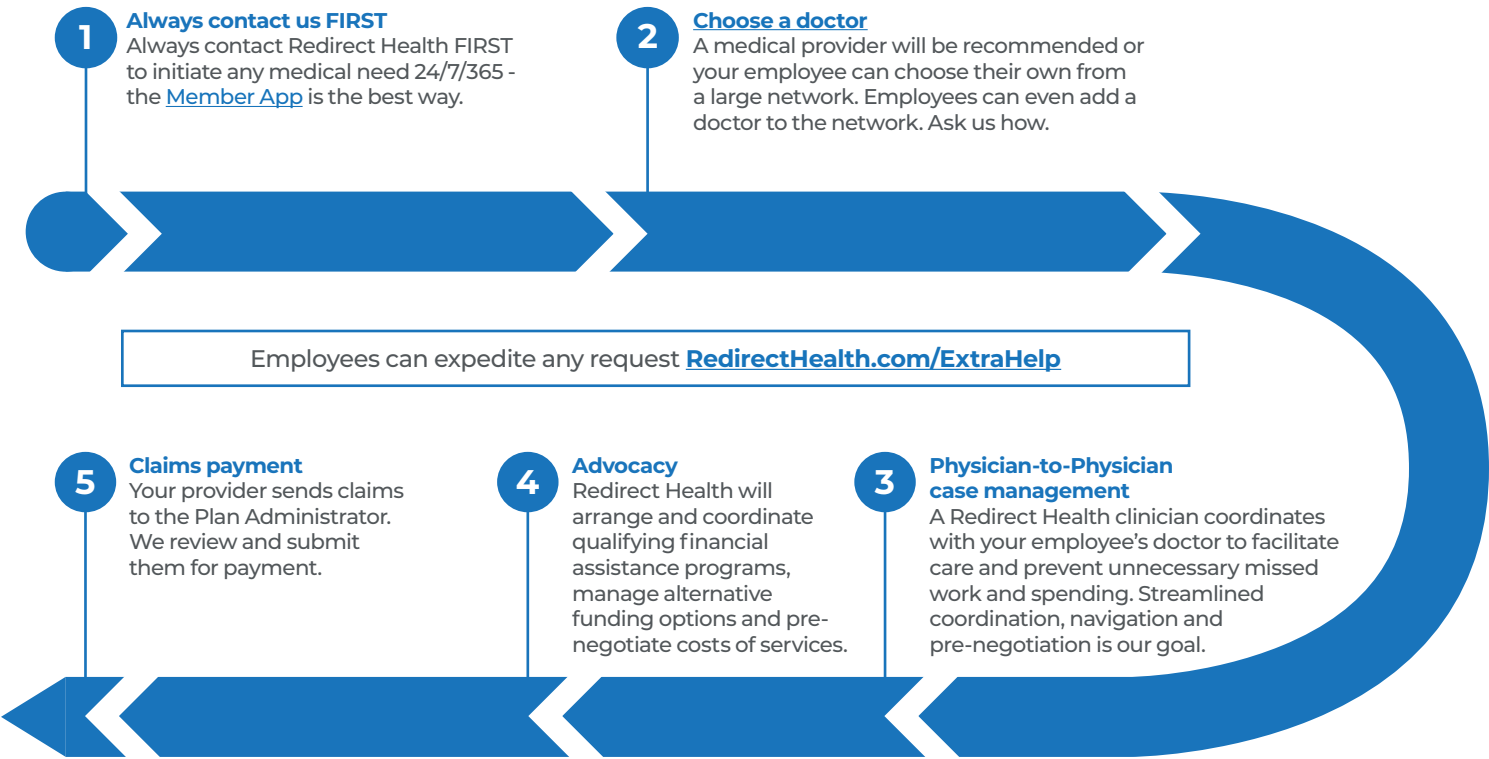 1
Always contact us FIRST
Always contact Redirect Health FIRST
to initiate any medical need 24/7/365 -
the Member App is the best way.
2
Choose a doctor
A medical provider will be recommended or
your employee can choose their own from
a large network. Employees can even add a
doctor to the network. Ask us how.
Employees can expedite any request RedirectHealth.com/ExtraHelp
3
Physician-to-Physician
case management
A Redirect Health clinician coordinates
with your employee's doctor to facilitate
care and prevent unnecessary missed
work and spending. Streamlined
coordination, navigation and
pre-negotiation is our goal.
4
Advocacy
Redirect Health will
arrange and coordinate
qualifying financial
assistance programs,
manage alternative
funding options and pre-
negotiate costs of services.
5
Claims payment
Your provider sends claims
to the Plan Administrator.
We review and submit
them for payment.